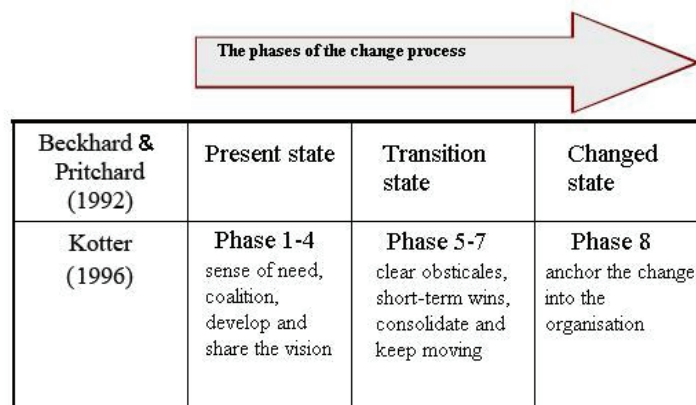 The phases of the change process
Beckhard &
Pritchard
(1992)
Present state
Transition
state
Changed
state
Kotter
(1996)
Phase 1-4
sense of need,
coalition,
develop and
share the vision
Phase 5-7
clear obsticales,
short-term wins,
consolidate and
keep moving
Phase 8
anchor the change
into the
organisation